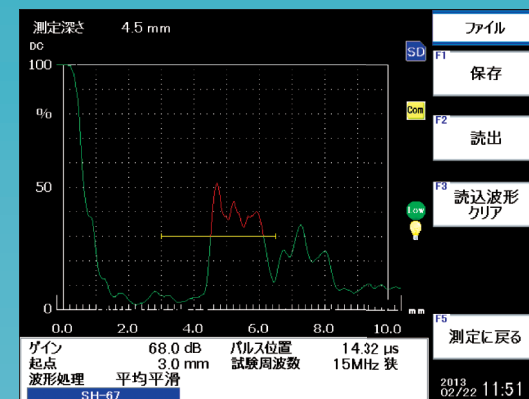 測定深さ 4.5 mm
DC
100
%
50
0
0.0 2.0 4.0 6.0 8.0 10.0
mm
SD
Com
Low
ファイル
F1
保存
F2
読出
F3
読込波形
クリア
F5
測定に戻る
ゲイン 68.0 dB パルス位置 14.32 µs
起点 3.0 mm 試験周波数 15MHz 狭
波形処理 平均平滑
SH-67
2013
02/22 11:51